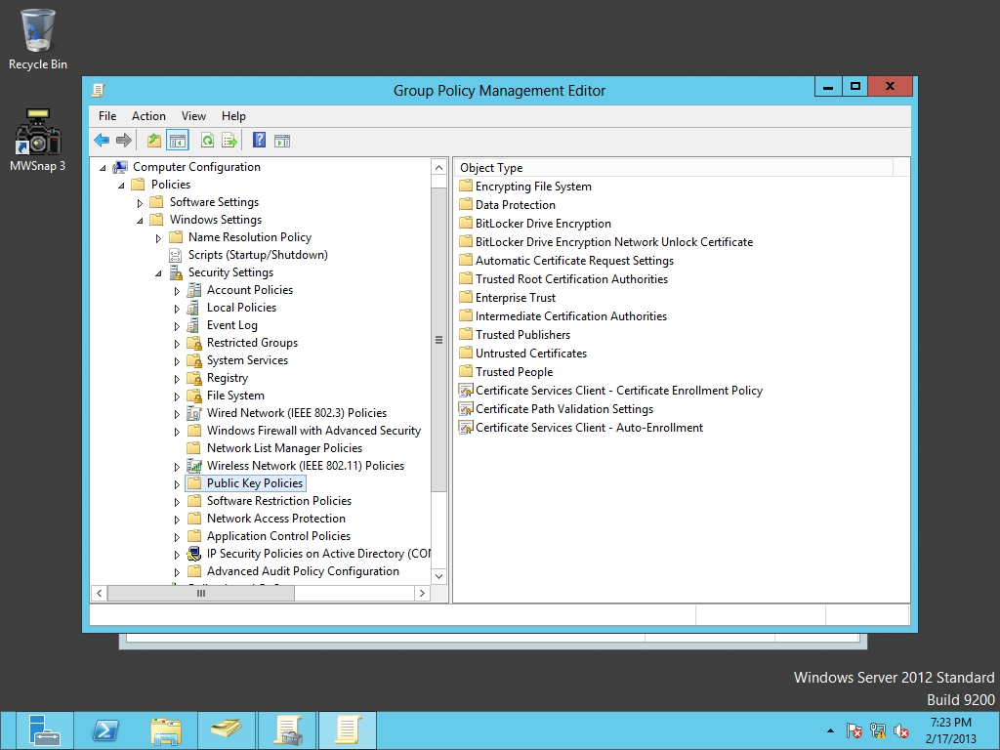 Recycle Bin
MWSnap 3
Group Policy Management Editor
File Action View Help
Computer Configuration
Policies
Software Settings
Windows Settings
Name Resolution Policy
Scripts (Startup/Shutdown)
Security Settings
Account Policies
Local Policies
Event Log
Restricted Groups
System Services
Registry
File System
Wired Network (IEEE 802.3) Policies
Windows Firewall with Advanced Security
Network List Manager Policies
Wireless Network (IEEE 802.11) Policies
Public Key Policies
Software Restriction Policies
Network Access Protection
Application Control Policies
IP Security Policies on Active Directory (CO
Advanced Audit Policy Configuration
Object Type
Encrypting File System
Data Protection
BitLocker Drive Encryption
BitLocker Drive Encryption Network Unlock Certificate
Automatic Certificate Request Settings
Trusted Root Certification Authorities
Enterprise Trust
Intermediate Certification Authorities
Trusted Publishers
Untrusted Certificates
Trusted People
Certificate Services Client - Certificate Enrollment Policy
Certificate Path Validation Settings
Certificate Services Client - Auto-Enrollment
Windows Server 2012 Standard
Build 9200
7:23 PM
2/17/2013